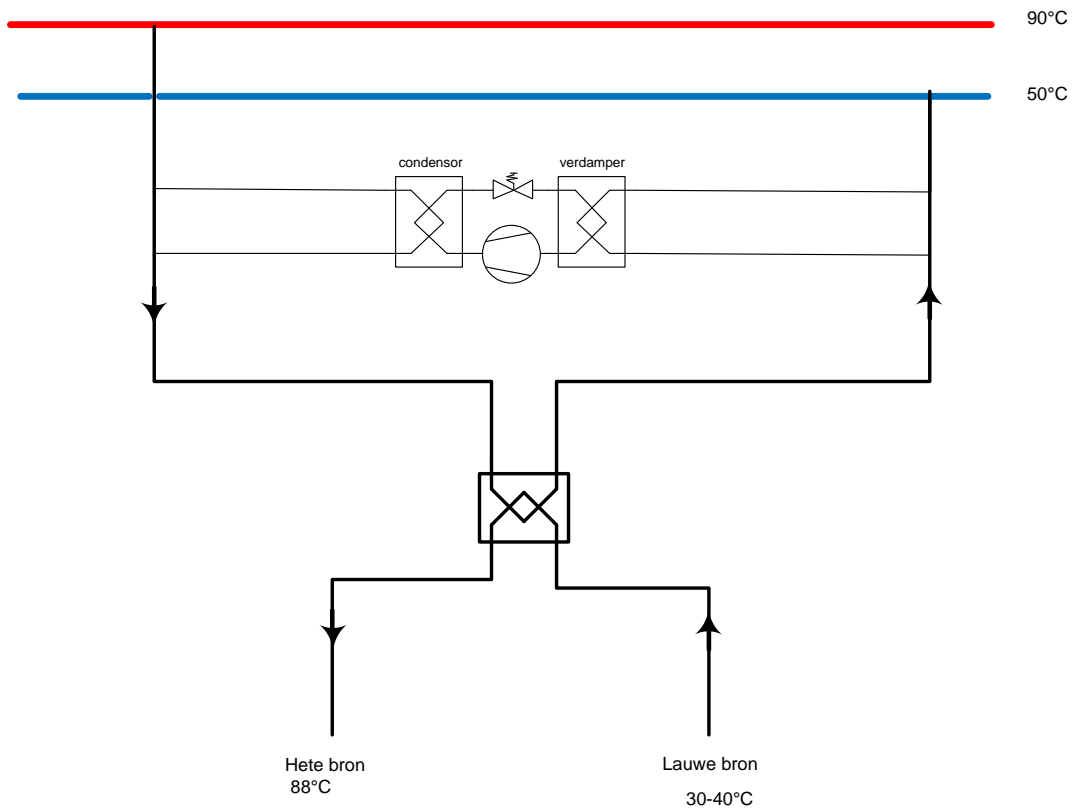 90°C
50°C
condensor
verdamper
Hete bron
88°C
Lauwe bron
30-40°C